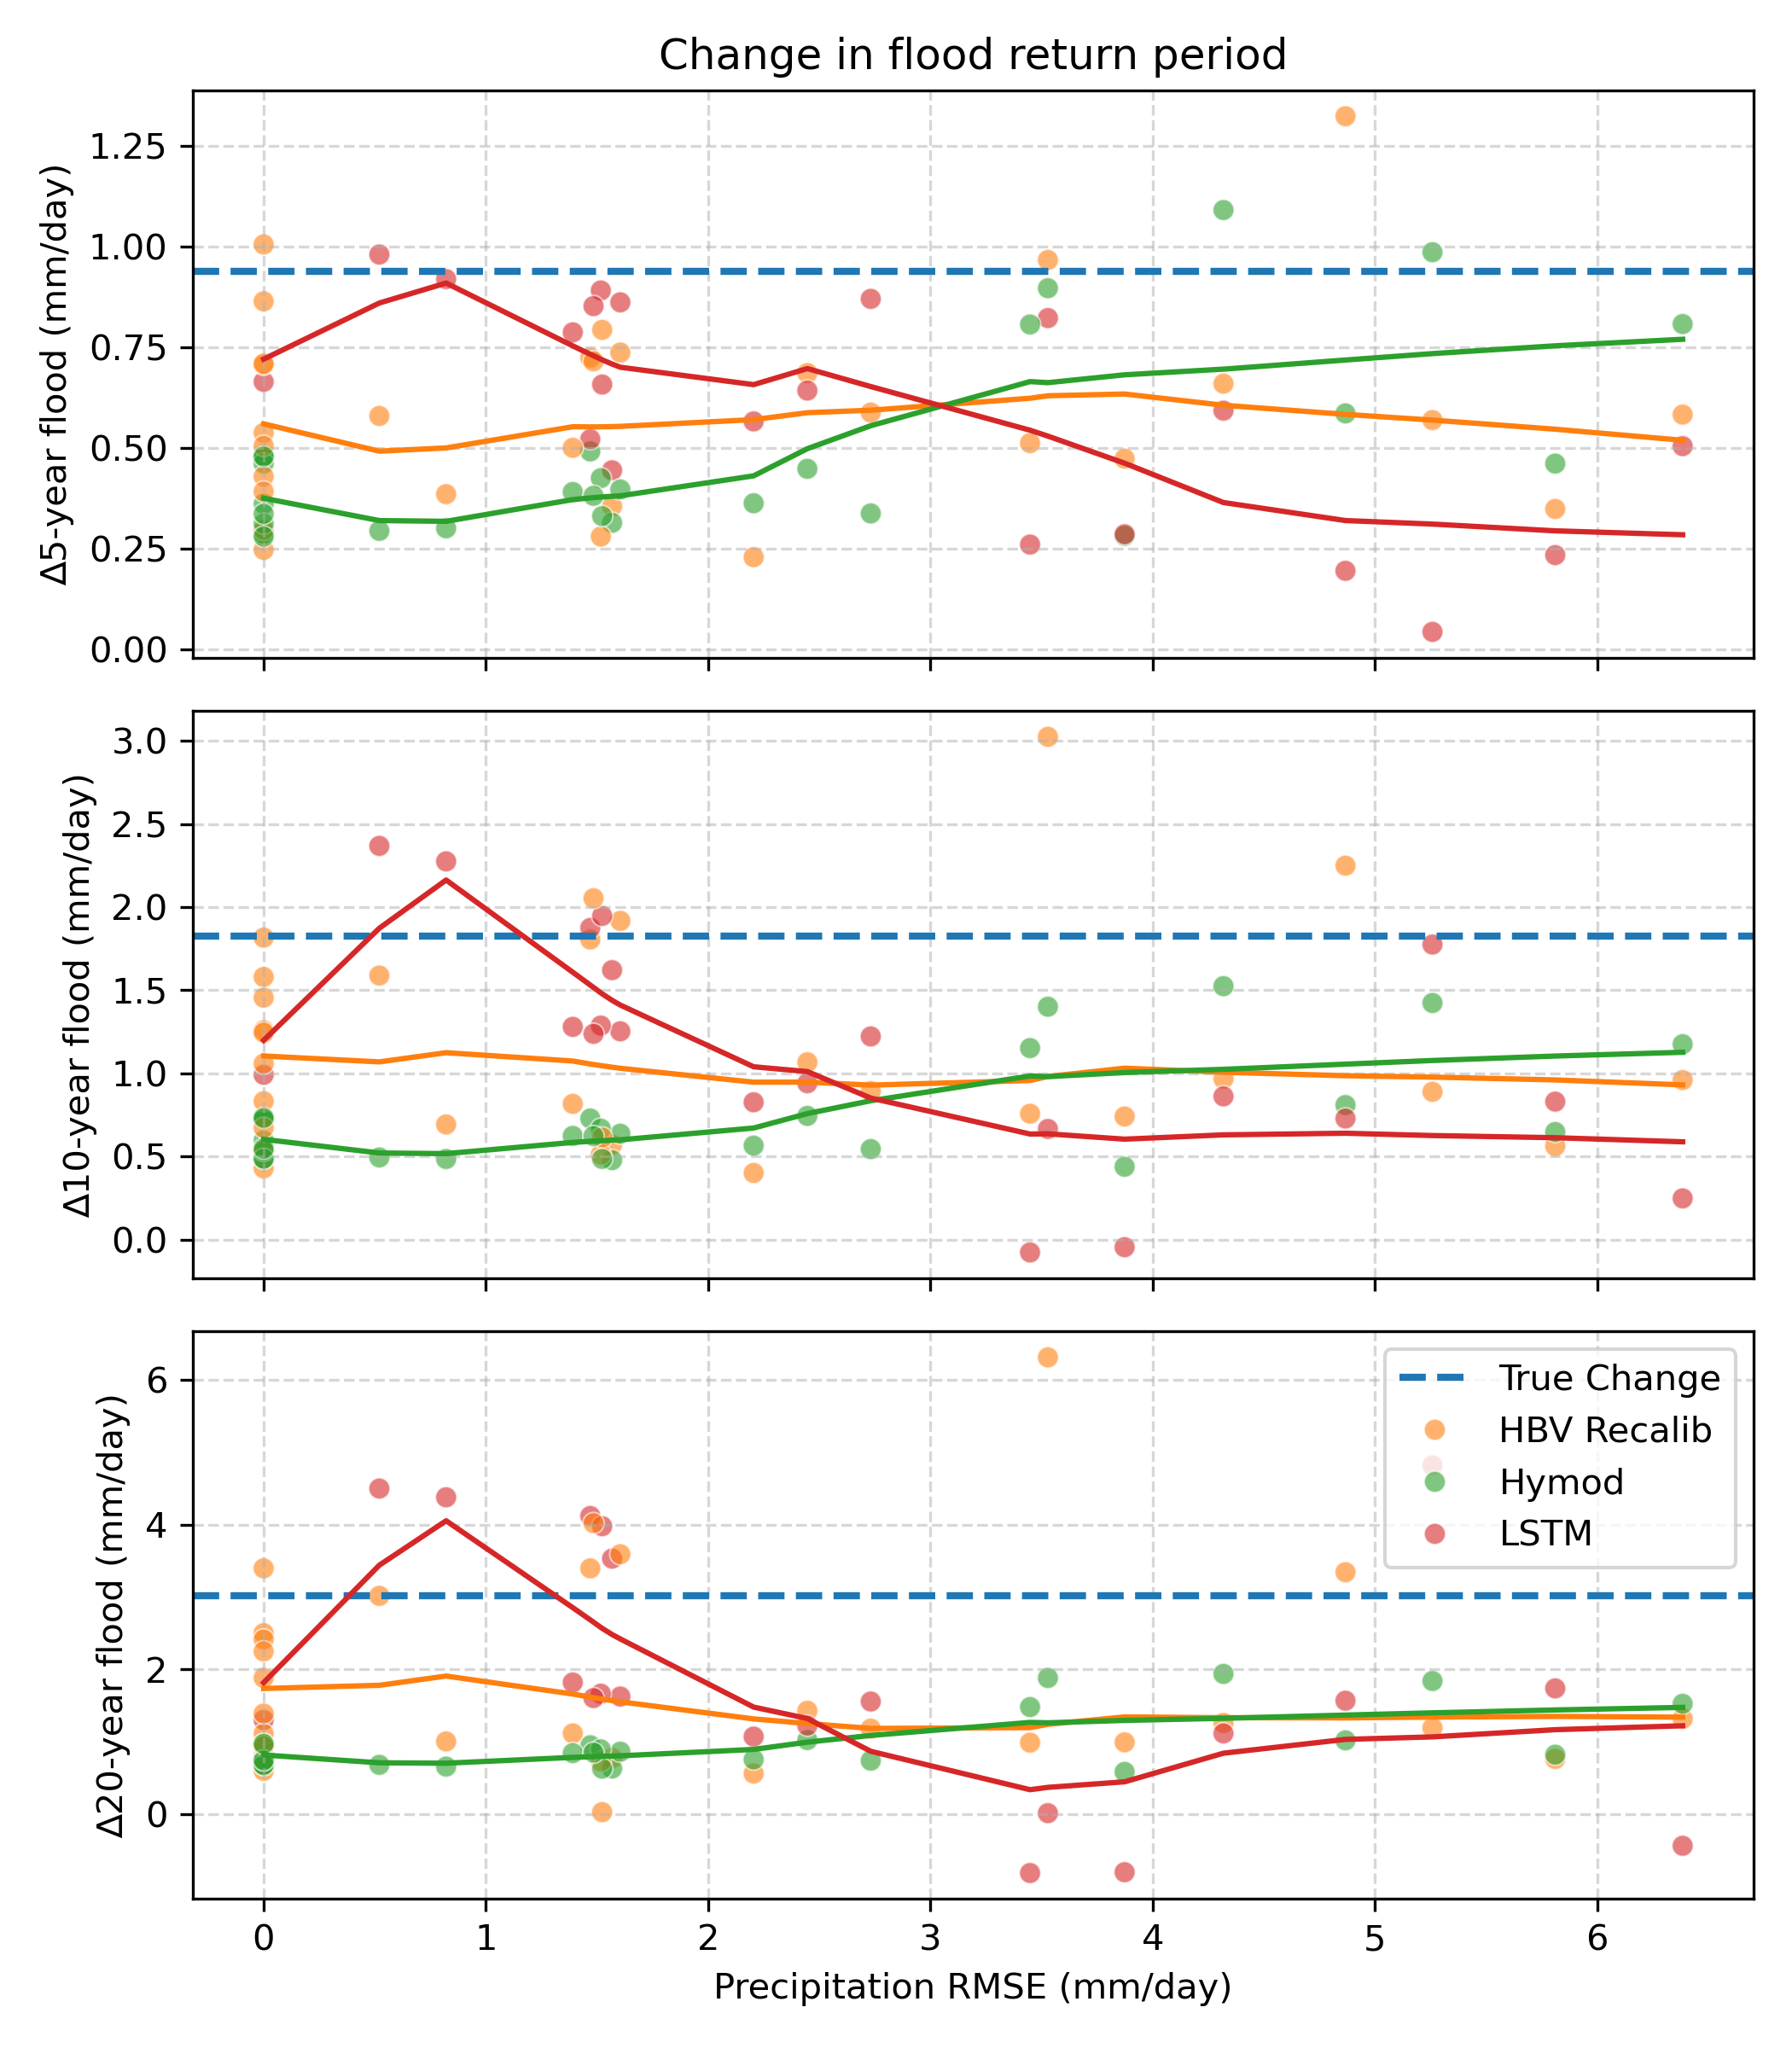 Change in flood return period
1.25
1.00
0.75
0.50
0.25
0.00
Δ5-year flood (mm/day)
3.0
2.5
2.0
1.5
1.0
0.5
0.0
Δ10-year flood (mm/day)
6
4
2
0
Δ20-year flood (mm/day)
True Change
HBV Recalib
Hymod
LSTM
0 1 2 3 4 5 6
Precipitation RMSE (mm/day)